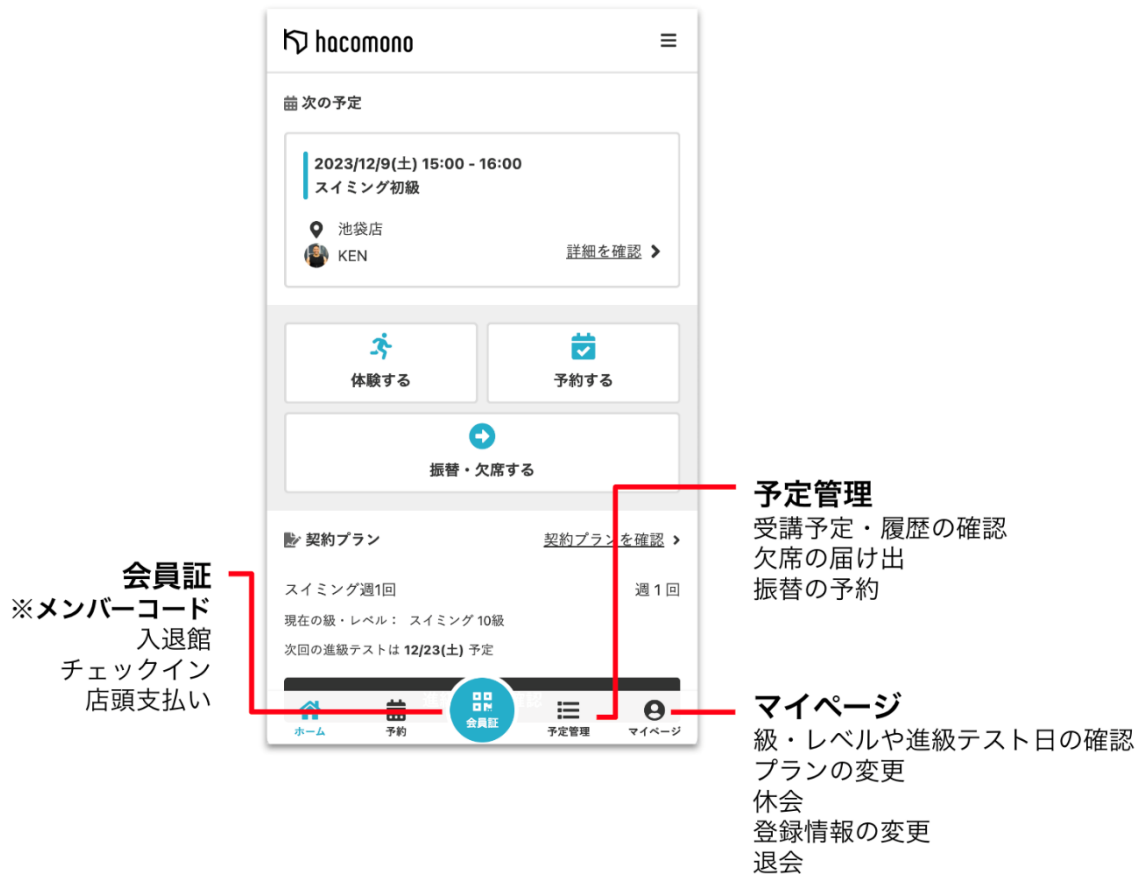 hacomono
次の予定
2023/12/9(土) 15:00 - 16:00
スイミング初級
池袋店
KEN
詳細を確認
体験する
予約する
振替・欠席する
契約プラン
契約プランを確認
スイミング週1回
週 1 回
現在の級・レベル： スイミング 10級
次回の進級テストは 12/23(土) 予定
ホーム
予約
会員証
予定管理
マイページ
会員証
※メンバーコード
入退館
チェックイン
店頭支払い
予定管理
受講予定・履歴の確認
欠席の届け出
振替の予約
マイページ
級・レベルや進級テスト日の確認
プランの変更
休会
登録情報の変更
退会